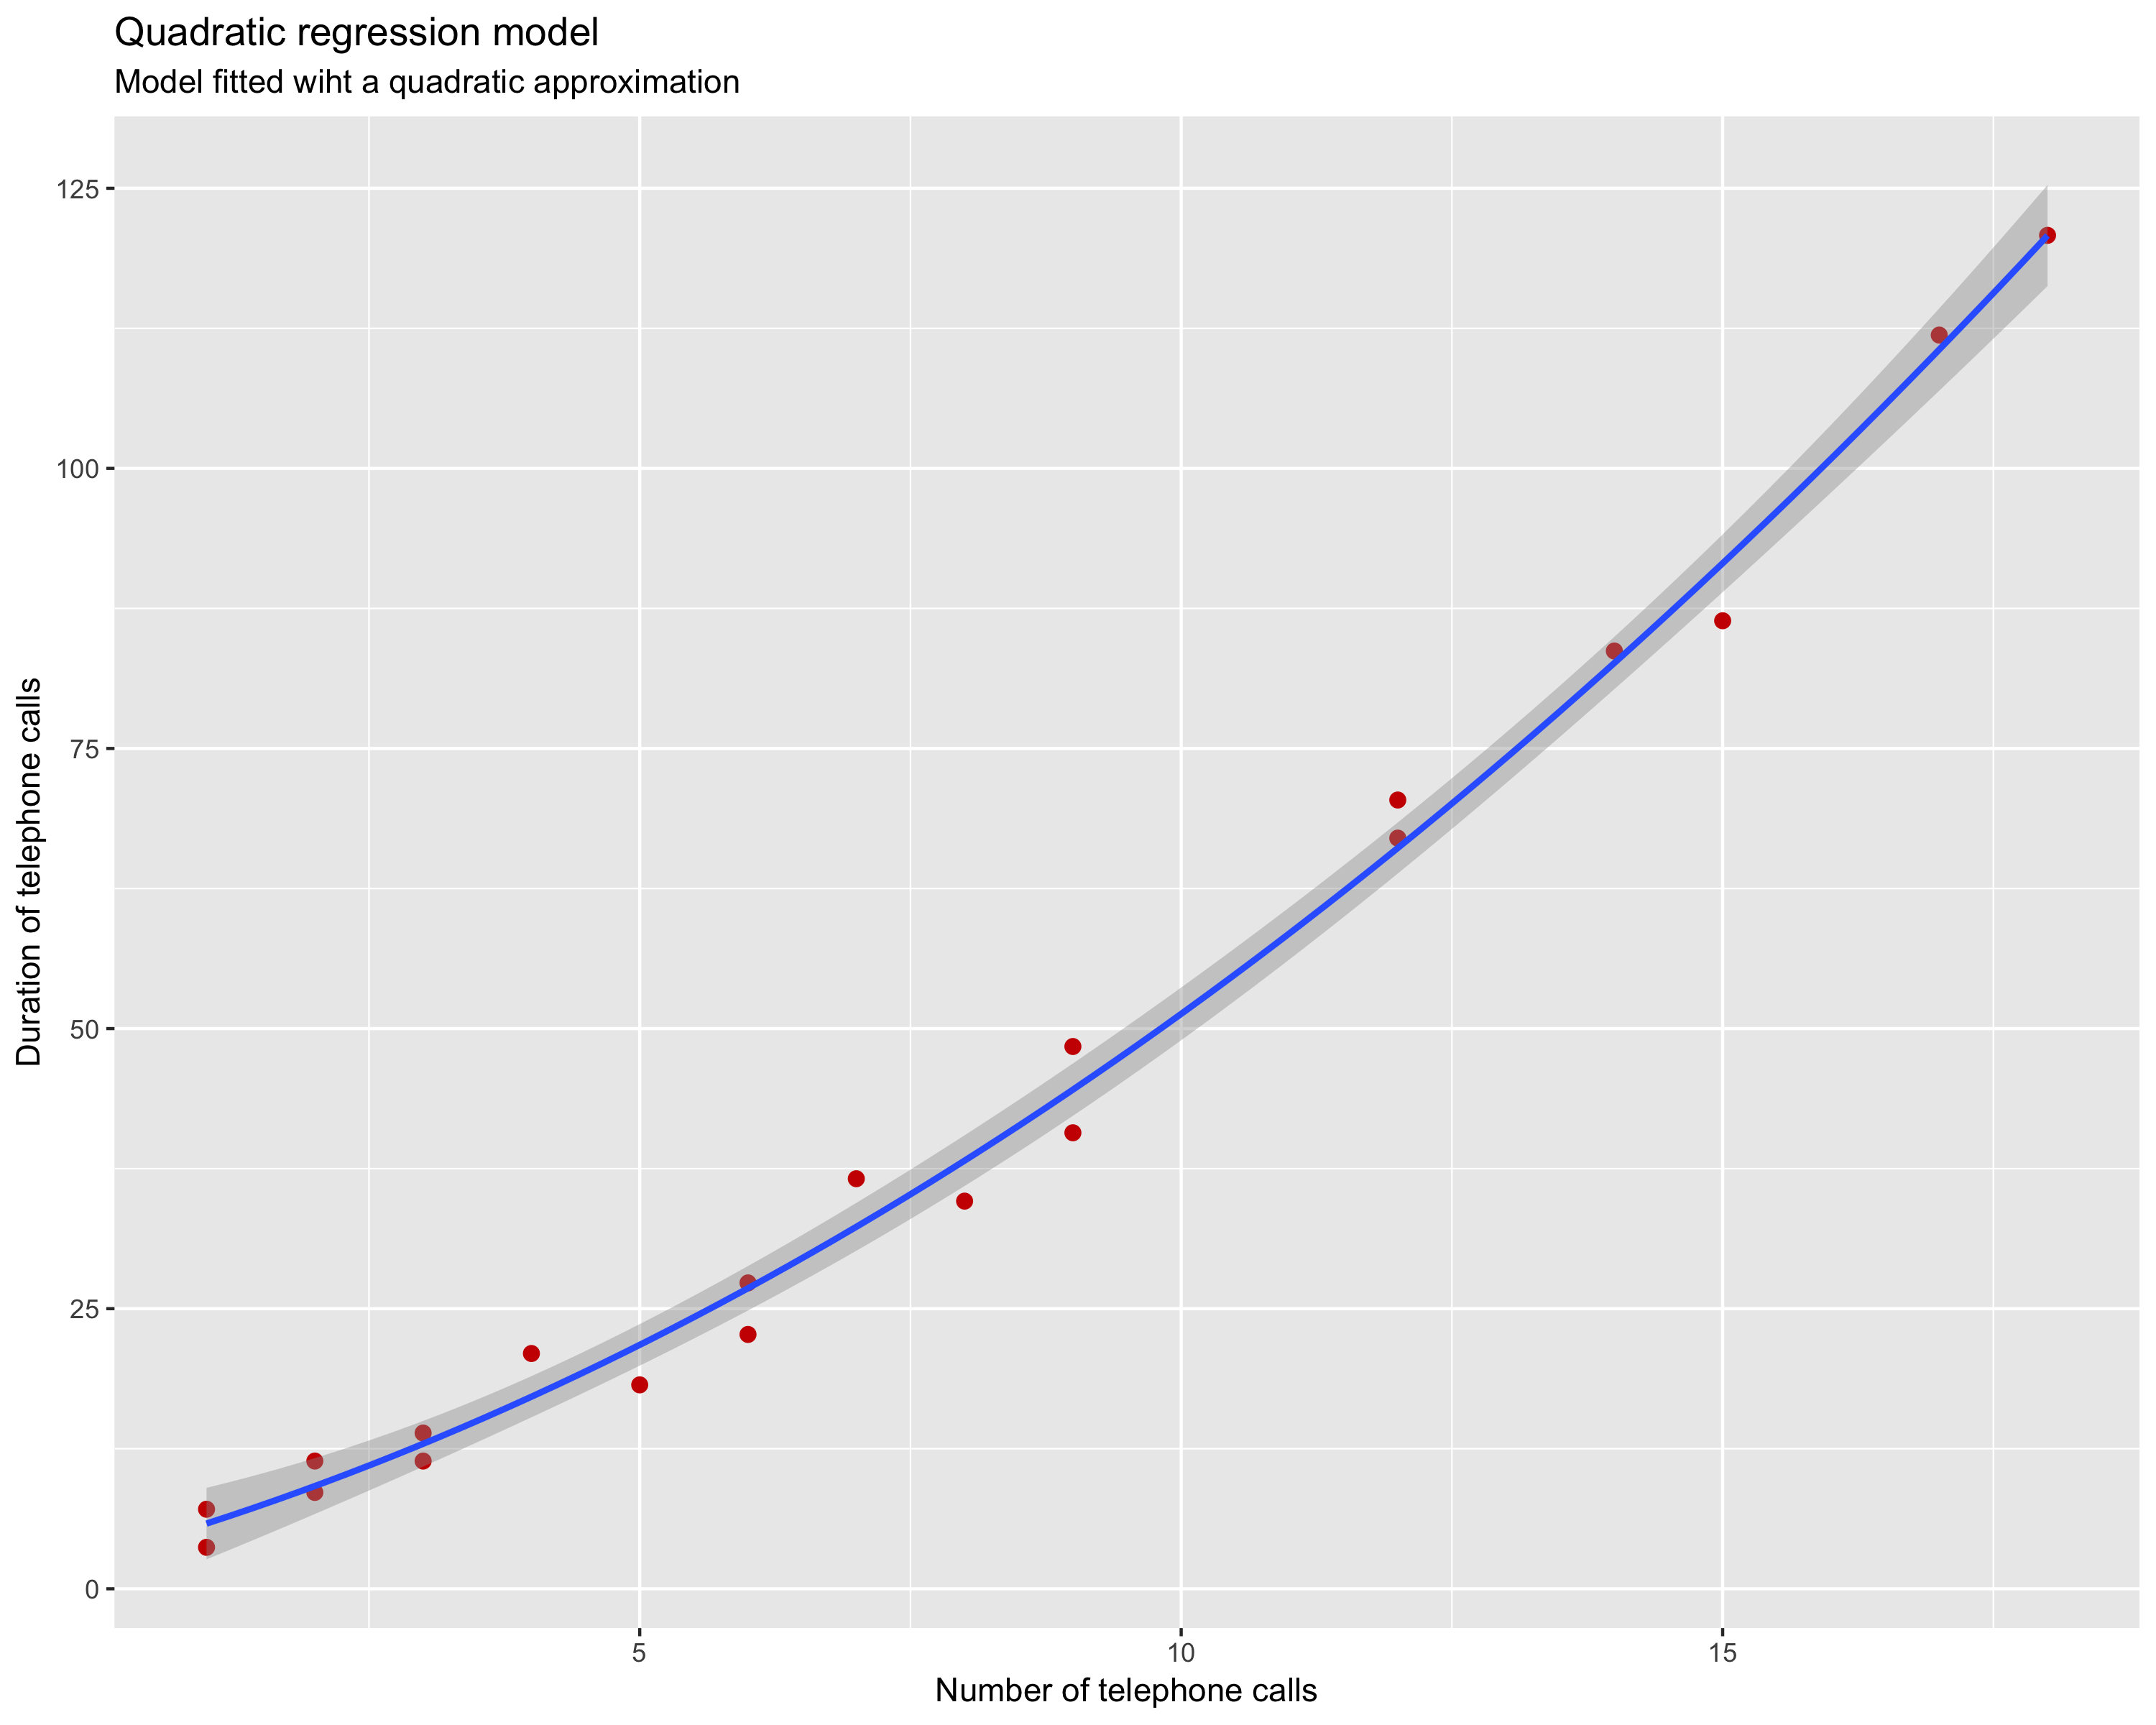 Quadratic regression model
Model fitted wiht a quadratic approximation
Duration of telephone calls
125
100
75
50
25
0
5
10
15
Number of telephone calls